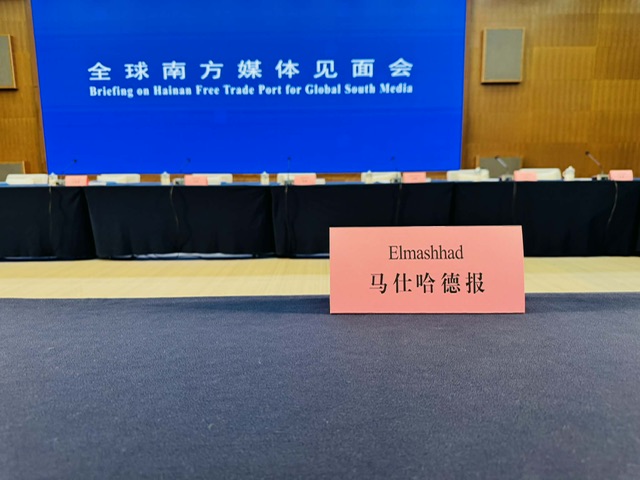 全球南方媒体见面会
Briefing on Hainan Free Trade Port for Global South Media
Elmashhad
马仕哈德报